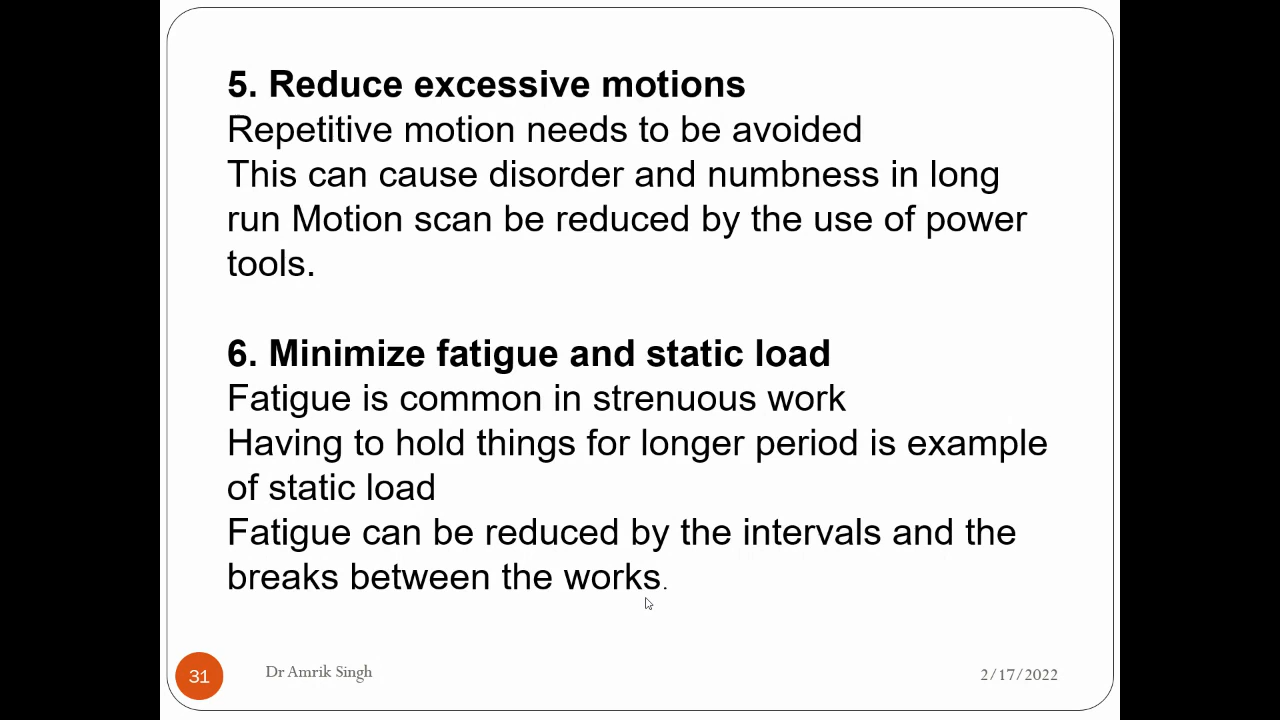 5. Reduce excessive motions
Repetitive motion needs to be avoided
This can cause disorder and numbness in long
run Motion scan be reduced by the use of power
tools.
6. Minimize fatigue and static load
Fatigue is common in strenuous work
Having to hold things for longer period is example
of static load
Fatigue can be reduced by the intervals and the
breaks between the works.
31
Dr Amrik Singh
2/17/2022